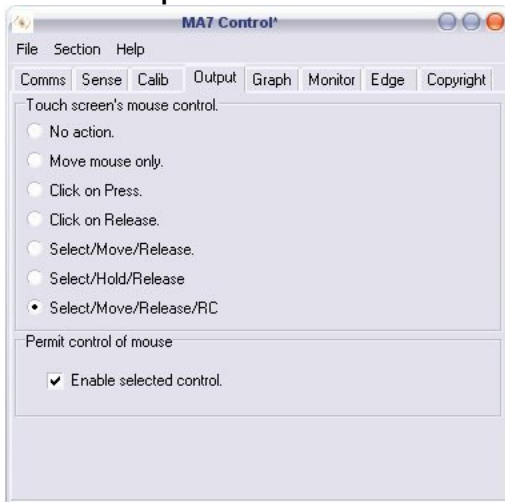 MA7 Control^
File Section Help
Comms Sense Calib Output Graph Monitor Edge Copyright
Touch screen's mouse control.
No action.
Move mouse only.
Click on Press.
Click on Release.
Select/Move/Release.
Select/Hold/Release
Select/Move/Release/RC
Permit control of mouse
Enable selected control.